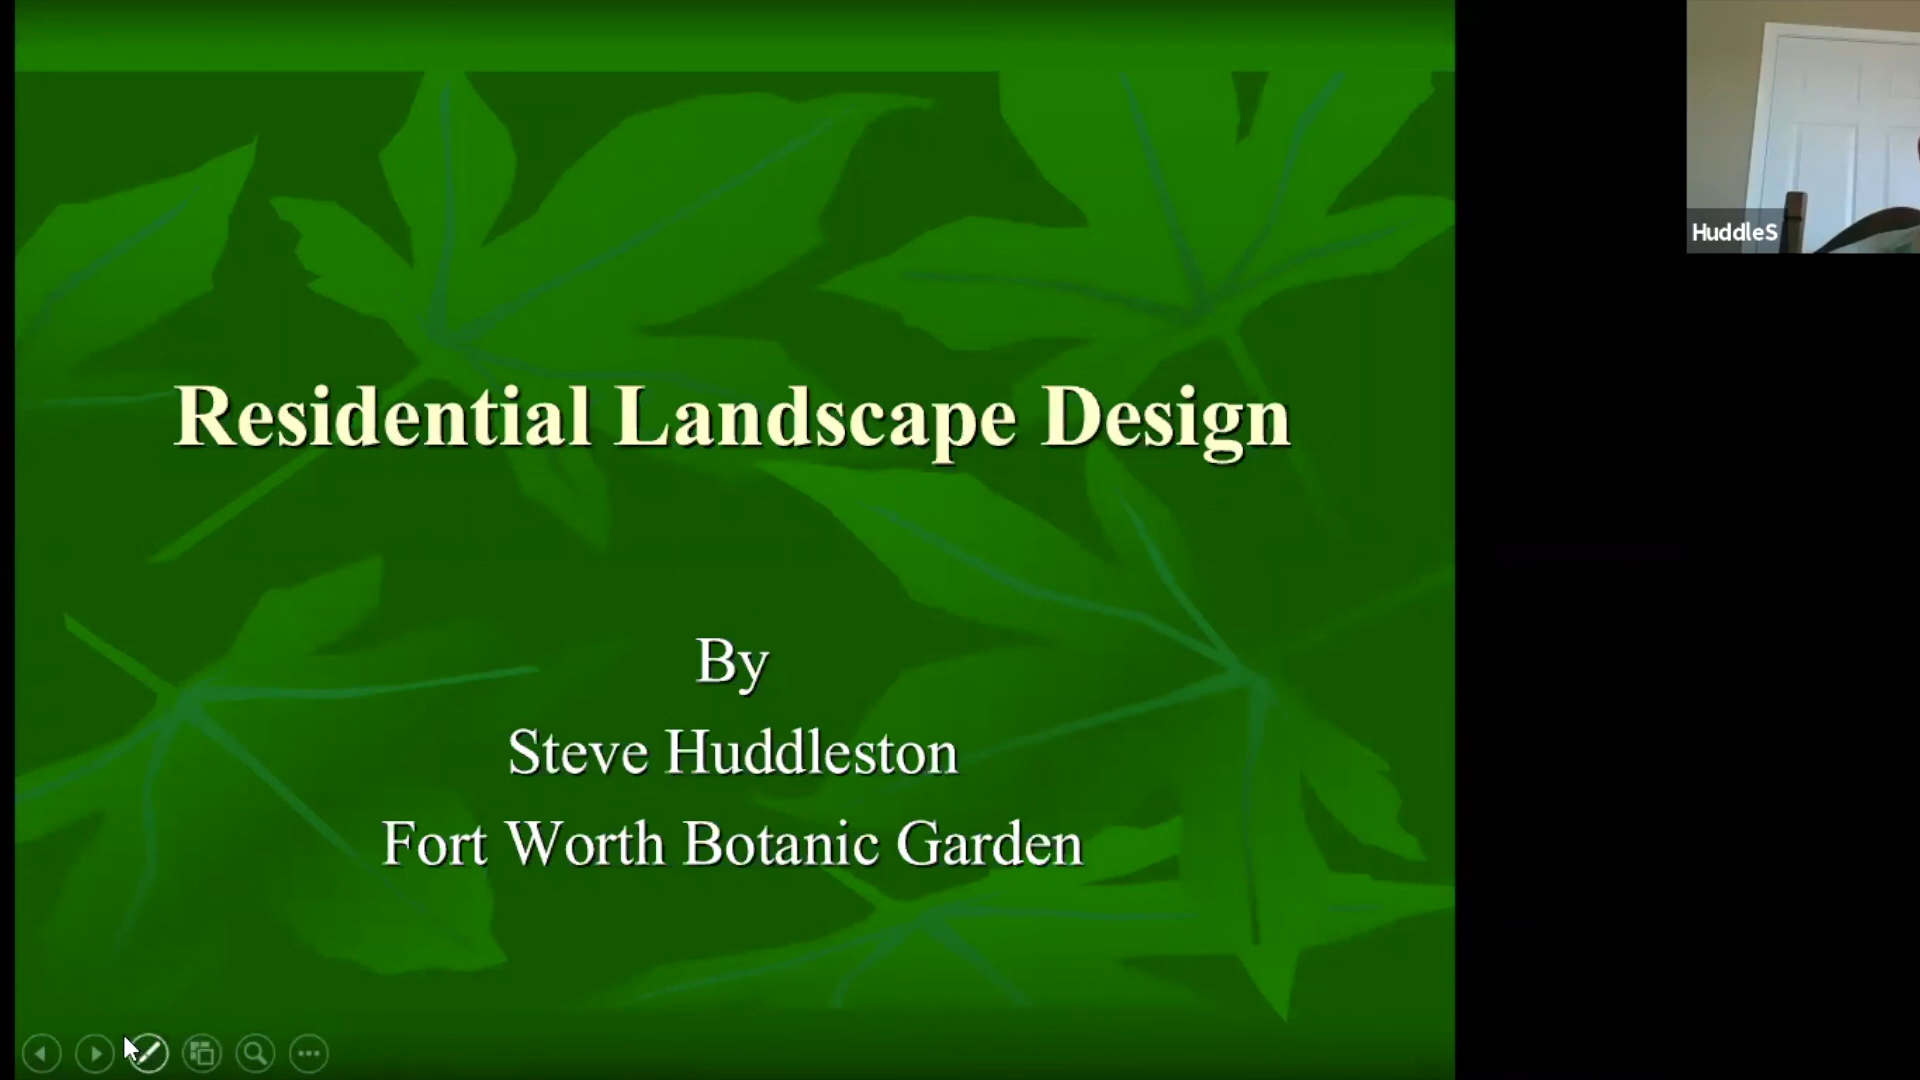 Residential Landscape Design
By
Steve Huddleston
Fort Worth Botanic Garden
HuddleS